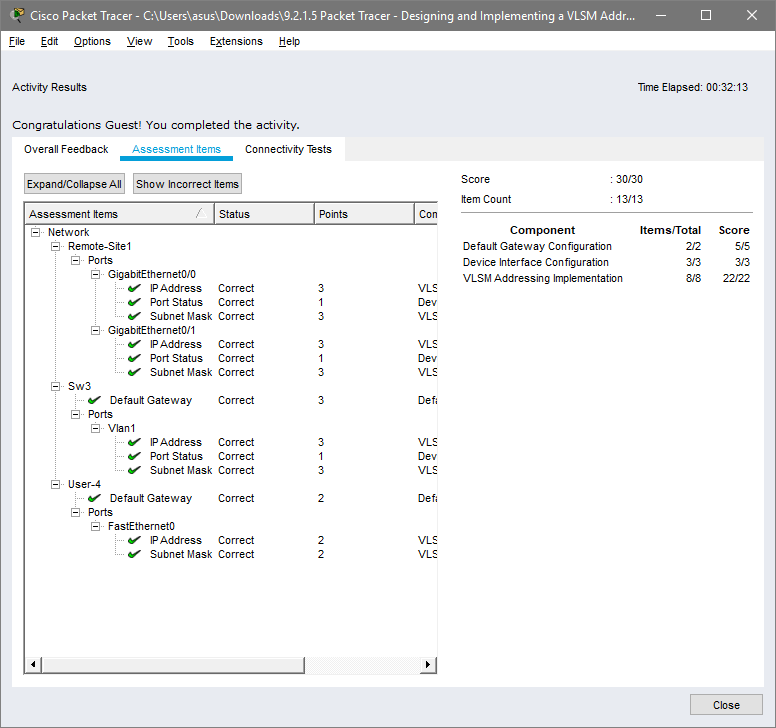 Cisco Packet Tracer - C:\Users\asus\Downloads\9.2.1.5 Packet Tracer - Designing and Implementing a VLSM Addr...
File Edit Options View Tools Extensions Help
Activity Results
Time Elapsed: 00:32:13
Congratulations Guest! You completed the activity.
Overall Feedback Assessment Items Connectivity Tests
Expand/Collapse All Show Incorrect Items
Assessment Items Status Points Con
Network
Remote-Site1
Ports
GigabitEthernet0/0
IP Address Correct 3 VLS
Port Status Correct 1 Dev
Subnet Mask Correct 3 VLS
GigabitEthernet0/1
IP Address Correct 3 VLS
Port Status Correct 1 Dev
Subnet Mask Correct 3 VLS
Sw3
Default Gateway Correct 3 Defa
Ports
Vlan1
IP Address Correct 3 VLS
Port Status Correct 1 Dev
Subnet Mask Correct 3 VLS
User-4
Default Gateway Correct 2 Defa
Ports
FastEthernet0
IP Address Correct 2 VLS
Subnet Mask Correct 2 VLS
Score : 30/30
Item Count : 13/13
Component Items/Total Score
Default Gateway Configuration 2/2 5/5
Device Interface Configuration 3/3 3/3
VLSM Addressing Implementation 8/8 22/22
Close